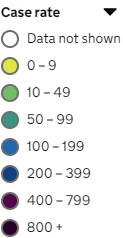 Case rate
Data not shown
0 – 9
10 – 49
50 – 99
100 – 199
200 – 399
400 – 799
800 +